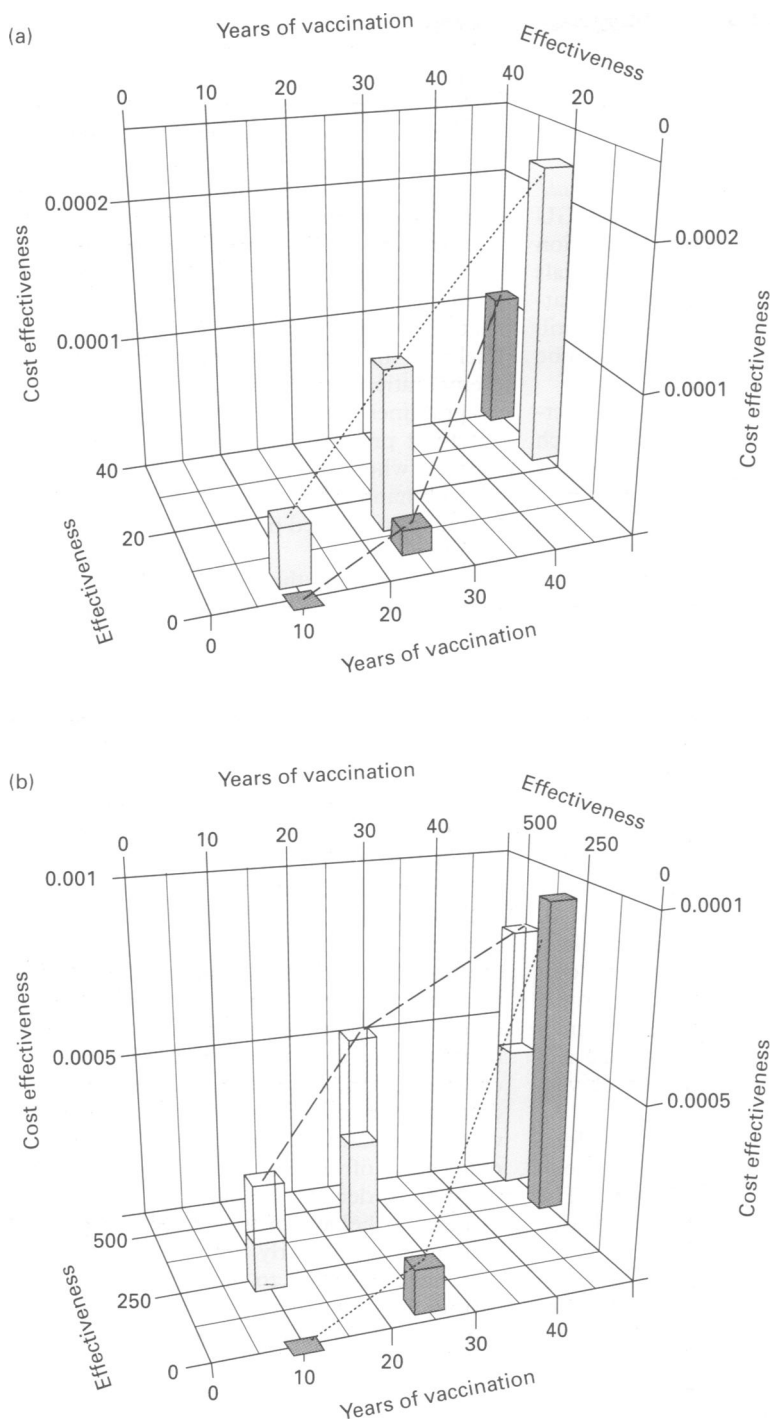 (a)
Years of vaccination
Effectiveness
0 10 20 30 40 40 20 0
0.0002
0.0001
Cost effectiveness
0.0002
0.0001
Cost effectiveness
40
20
0
Effectiveness
0 10 20 30 40
Years of vaccination
(b)
Years of vaccination
Effectiveness
0 10 20 30 40 500 250 0
0.001
0.0005
Cost effectiveness
0.0001
0.0005
Cost effectiveness
500
250
0
Effectiveness
0 10 20 30 40
Years of vaccination